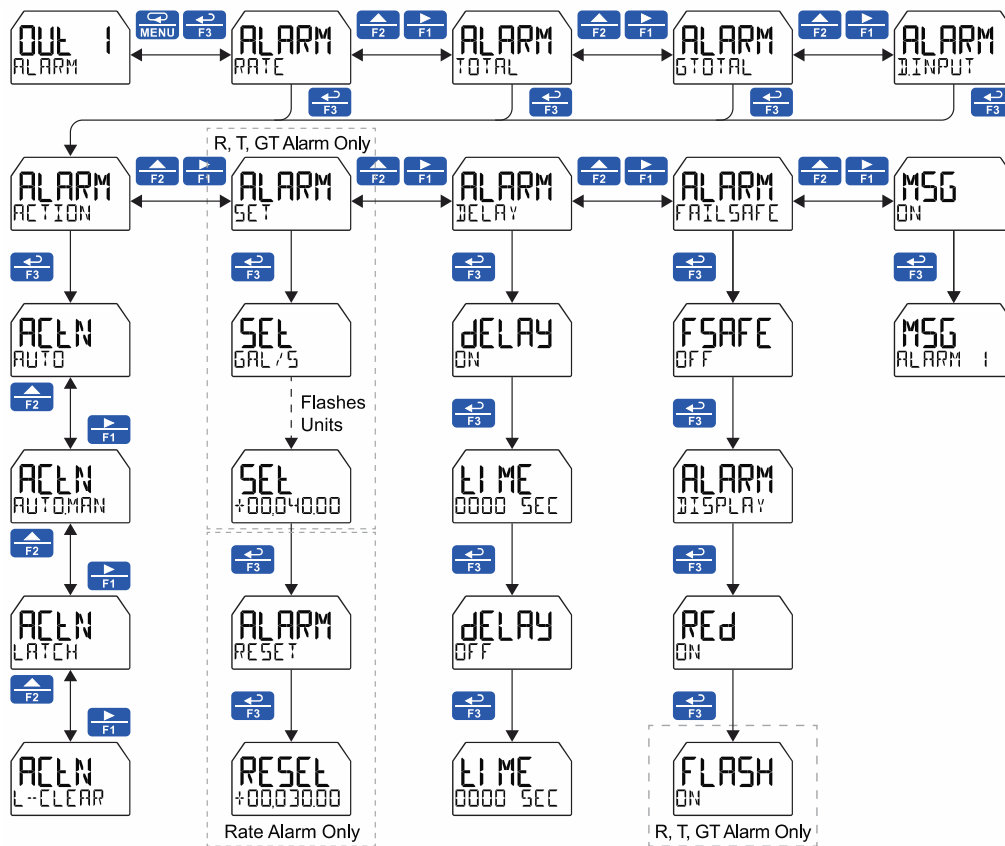 OUt 1
ALARM
MENU
F3
ALARM
RATE
F2
F1
ALARM
TOTAL
F2
F1
ALARM
GTOTAL
F2
F1
ALARM
D.INPUT
F3
F3
F3
F3
R, T, GT Alarm Only
ALARM
ACTION
F2
F1
ALARM
SET
F2
F1
ALARM
DELAY
F2
F1
ALARM
FAILSAFE
F2
F1
MSG
ON
F3
F3
F3
F3
F3
ACtN
AUTO
SEt
GAL/S
dELAY
ON
FSAFE
OFF
MSG
ALARM 1
F2
F1
Flashes
Units
F3
F3
ACtN
AUTO.MAN
SEt
+00,040.00
tIME
0000 SEC
ALARM
DISPLAY
F2
F1
F3
F3
F3
ACtN
LATCH
ALARM
RESET
dELAY
OFF
REd
ON
F2
F1
F3
F3
F3
ACtN
L-CLEAR
RESEt
+00,030.00
tIME
0000 SEC
FLASH
ON
Rate Alarm Only
R, T, GT Alarm Only